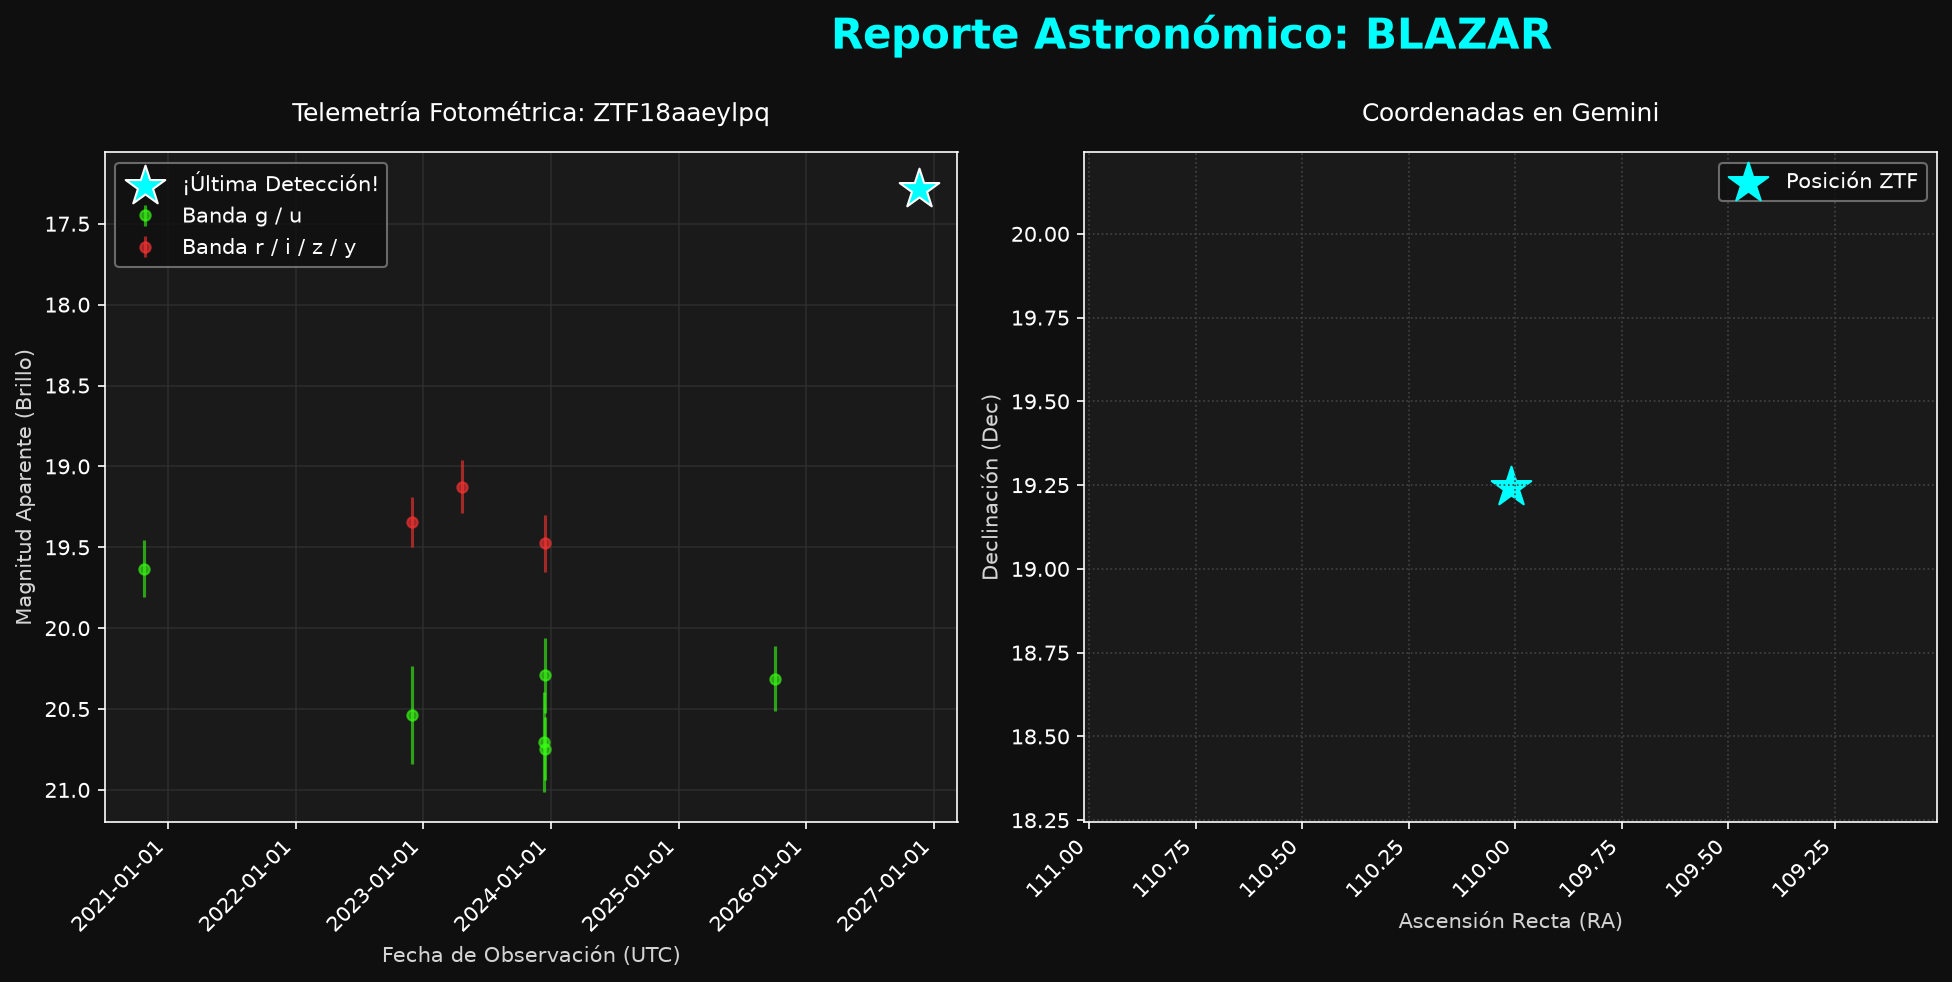 Reporte Astronómico: BLAZAR
Telemetría Fotométrica: ZTF18aaeylpq
¡Última Detección!
Banda g / u
Banda r / i / z / y
17.5
18.0
18.5
19.0
19.5
20.0
20.5
21.0
Magnitud Aparente (Brillo)
2021-01-01
2022-01-01
2023-01-01
2024-01-01
2025-01-01
2026-01-01
2027-01-01
Fecha de Observación (UTC)
Coordenadas en Gemini
Posición ZTF
20.00
19.75
19.50
19.25
19.00
18.75
18.50
18.25
Declinación (Dec)
111.00
110.75
110.50
110.25
110.00
109.75
109.50
109.25
Ascensión Recta (RA)